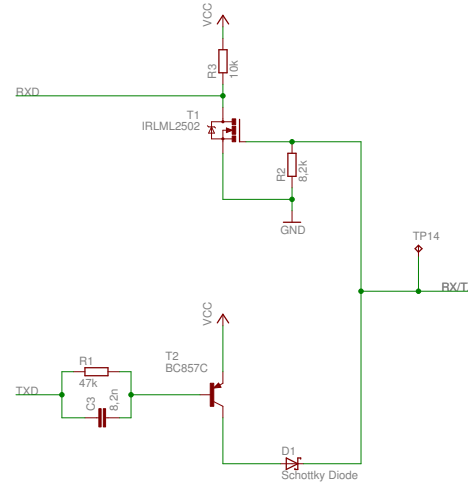 VCC
R3
10k
RXD
T1
IRLML2502
R2
8,2k
GND
TP14
RX/T
VCC
T2
BC857C
R1
47k
TXD
C3
8,2n
D1
Schottky Diode